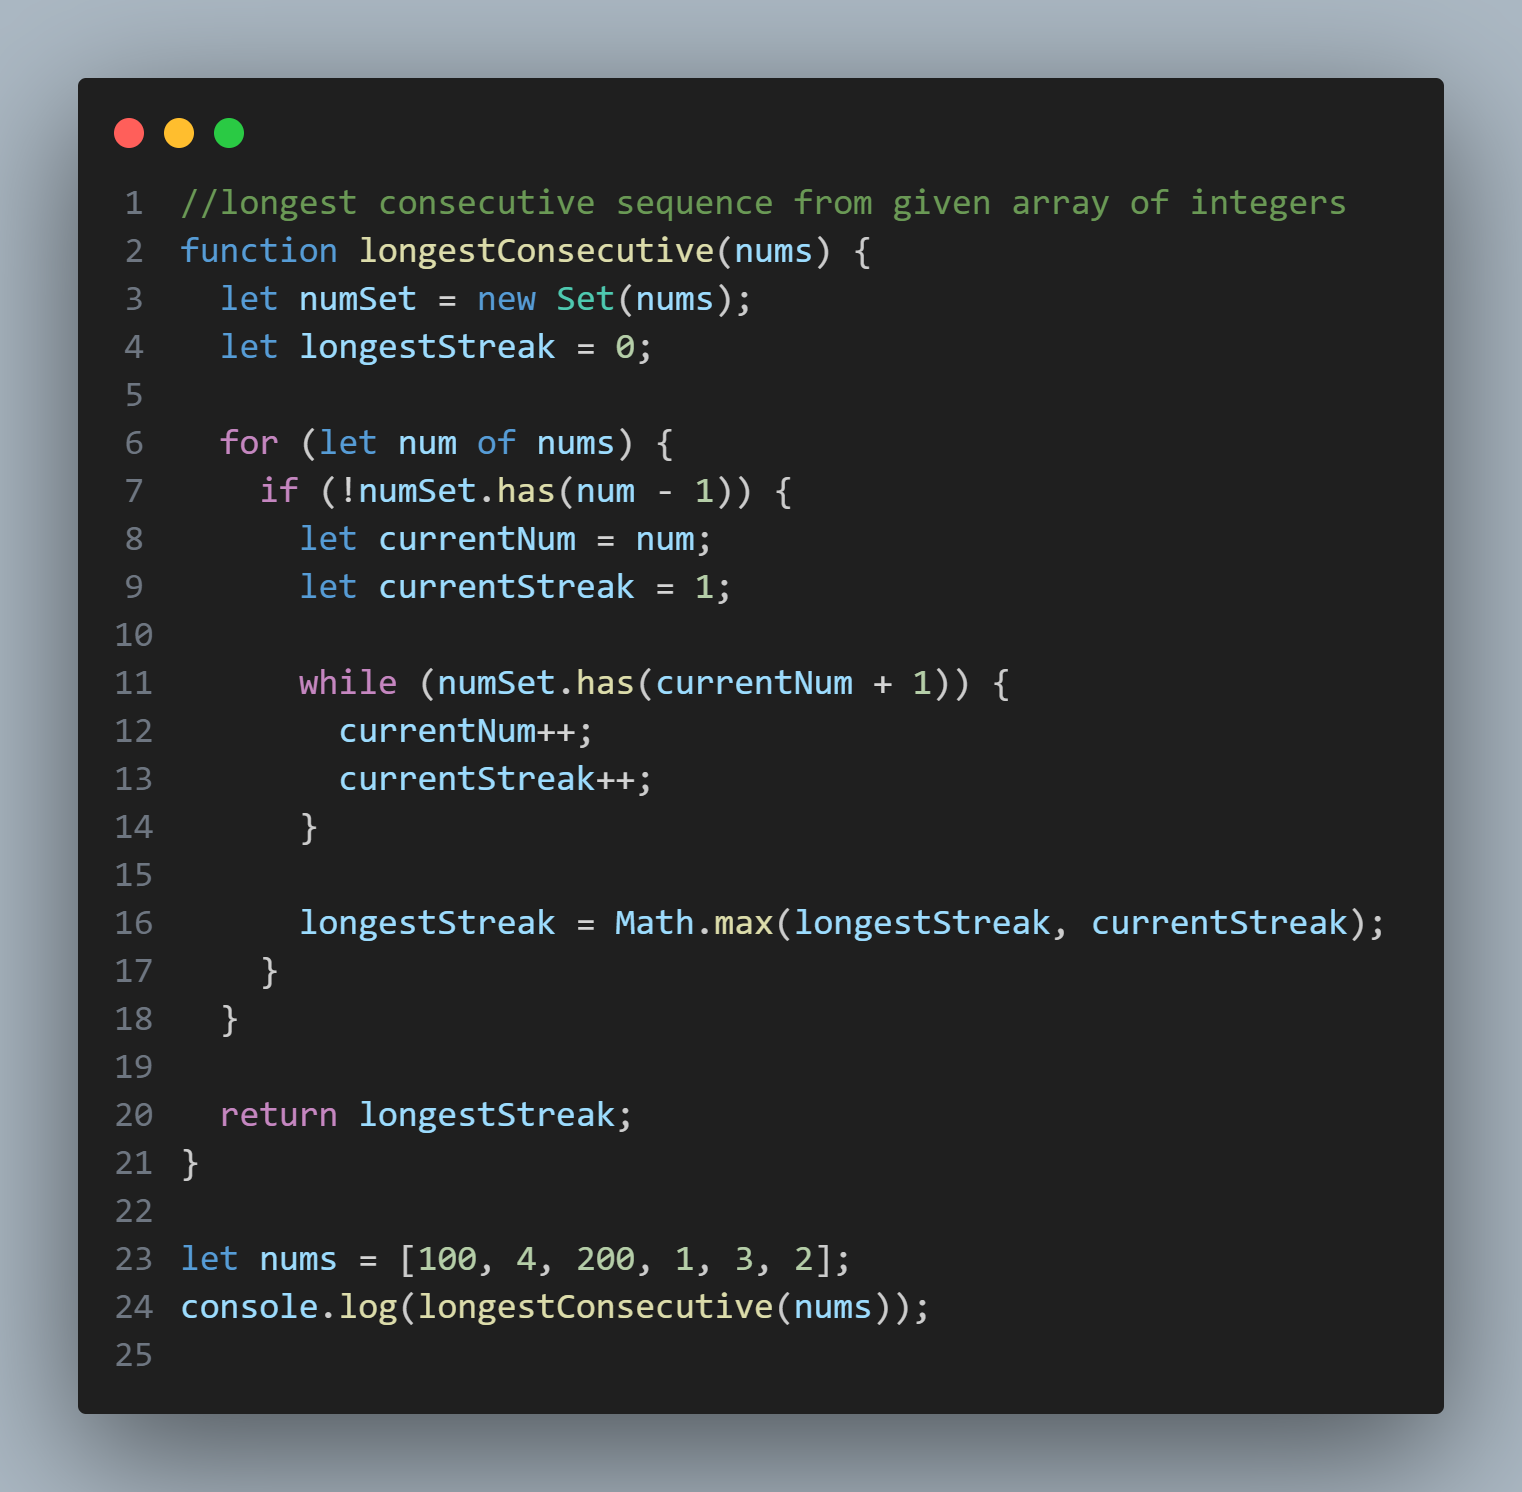 1 //longest consecutive sequence from given array of integers
2 function longestConsecutive(nums) {
3   let numSet = new Set(nums);
4   let longestStreak = 0;
5
6   for (let num of nums) {
7     if (!numSet.has(num - 1)) {
8       let currentNum = num;
9       let currentStreak = 1;
10
11       while (numSet.has(currentNum + 1)) {
12         currentNum++;
13         currentStreak++;
14       }
15
16       longestStreak = Math.max(longestStreak, currentStreak);
17     }
18   }
19
20   return longestStreak;
21 }
22
23 let nums = [100, 4, 200, 1, 3, 2];
24 console.log(longestConsecutive(nums));
25